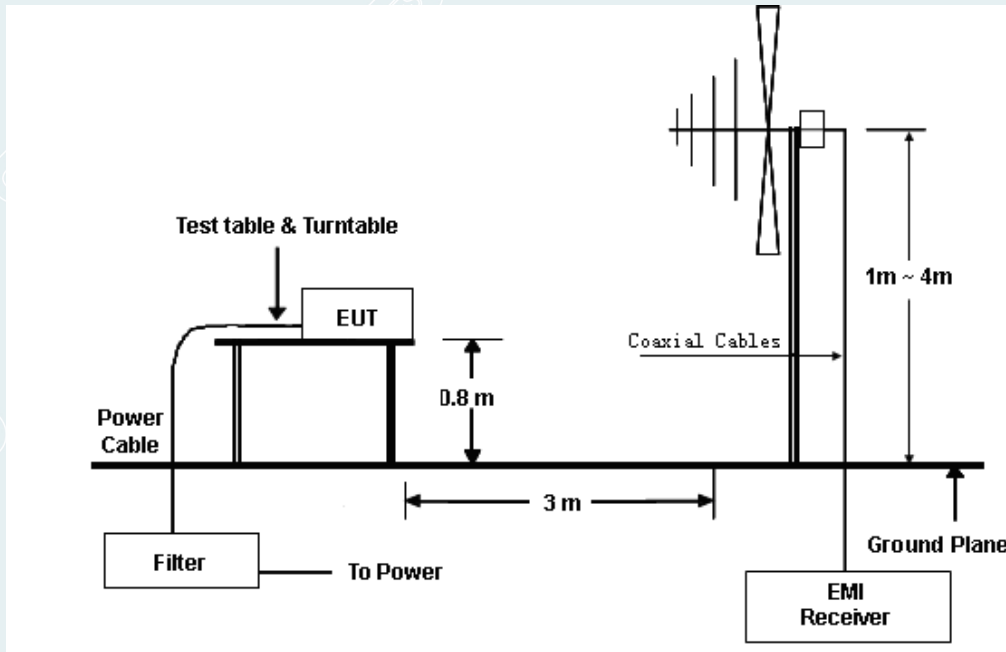 Test table & Turntable
EUT
1m ~ 4m
Coaxial Cables
0.8 m
Power
Cable
3 m
Ground Plane
Filter
To Power
EMI
Receiver